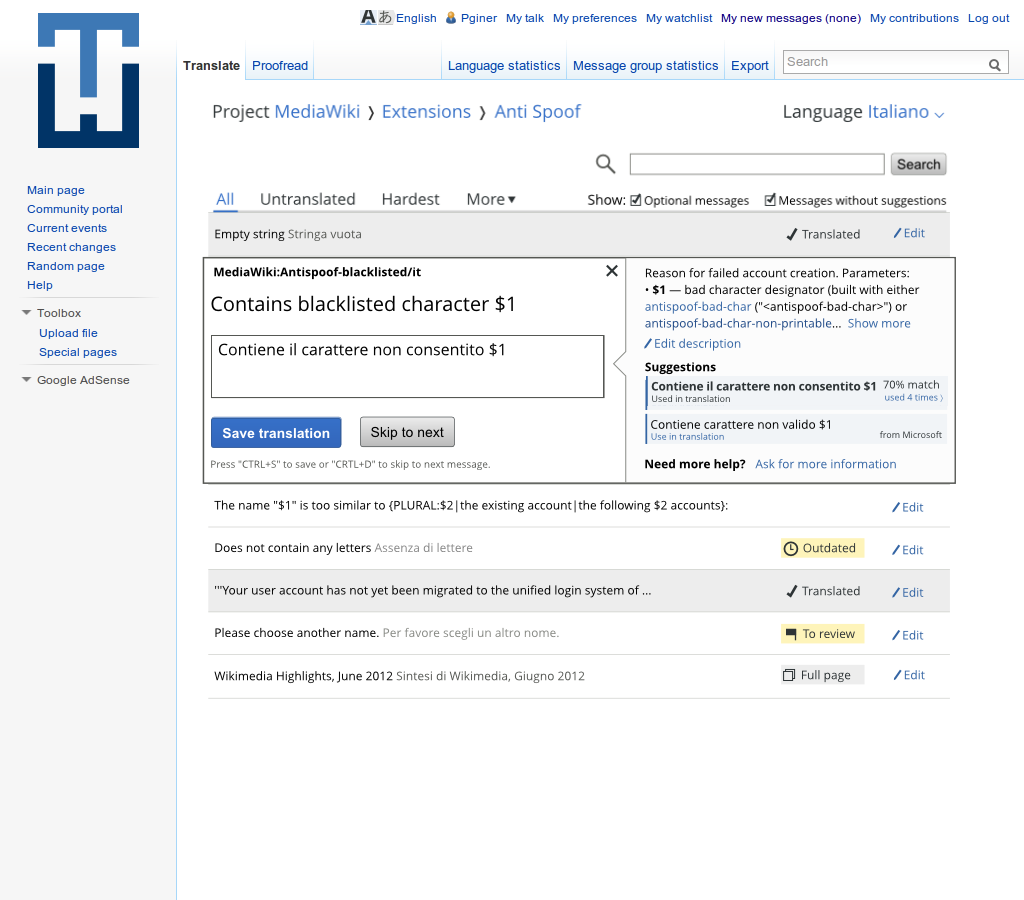 Aあ English Pginer My talk My preferences My watchlist My new messages (none) My contributions Log out
Translate Proofread Language statistics Message group statistics Export Search
Project MediaWiki ❭ Extensions ❭ Anti Spoof Language Italiano
Search
All Untranslated Hardest More▾ Show: Optional messages Messages without suggestions
Main page
Community portal
Current events
Recent changes
Random page
Help
Toolbox
Upload file
Special pages
Google AdSense
Empty string Stringa vuota Translated Edit
MediaWiki:Antispoof-blacklisted/it
Contains blacklisted character $1
Contiene il carattere non consentito $1
Save translation Skip to next
Press "CTRL+S" to save or "CRTL+D" to skip to next message.
Reason for failed account creation. Parameters:
• $1 — bad character designator (built with either
antispoof-bad-char ("<antispoof-bad-char>") or
antispoof-bad-char-non-printable... Show more
Edit description
Suggestions
Contiene il carattere non consentito $1 70% match
Used in translation used 4 times ⟩
Contiene carattere non valido $1
Use in translation from Microsoft
Need more help? Ask for more information
The name "$1" is too similar to {PLURAL:$2|the existing account|the following $2 accounts}: Edit
Does not contain any letters Assenza di lettere Outdated Edit
'''Your user account has not yet been migrated to the unified login system of ... Translated Edit
Please choose another name. Per favore scegli un altro nome. To review Edit
Wikimedia Highlights, June 2012 Sintesi di Wikimedia, Giugno 2012 Full page Edit